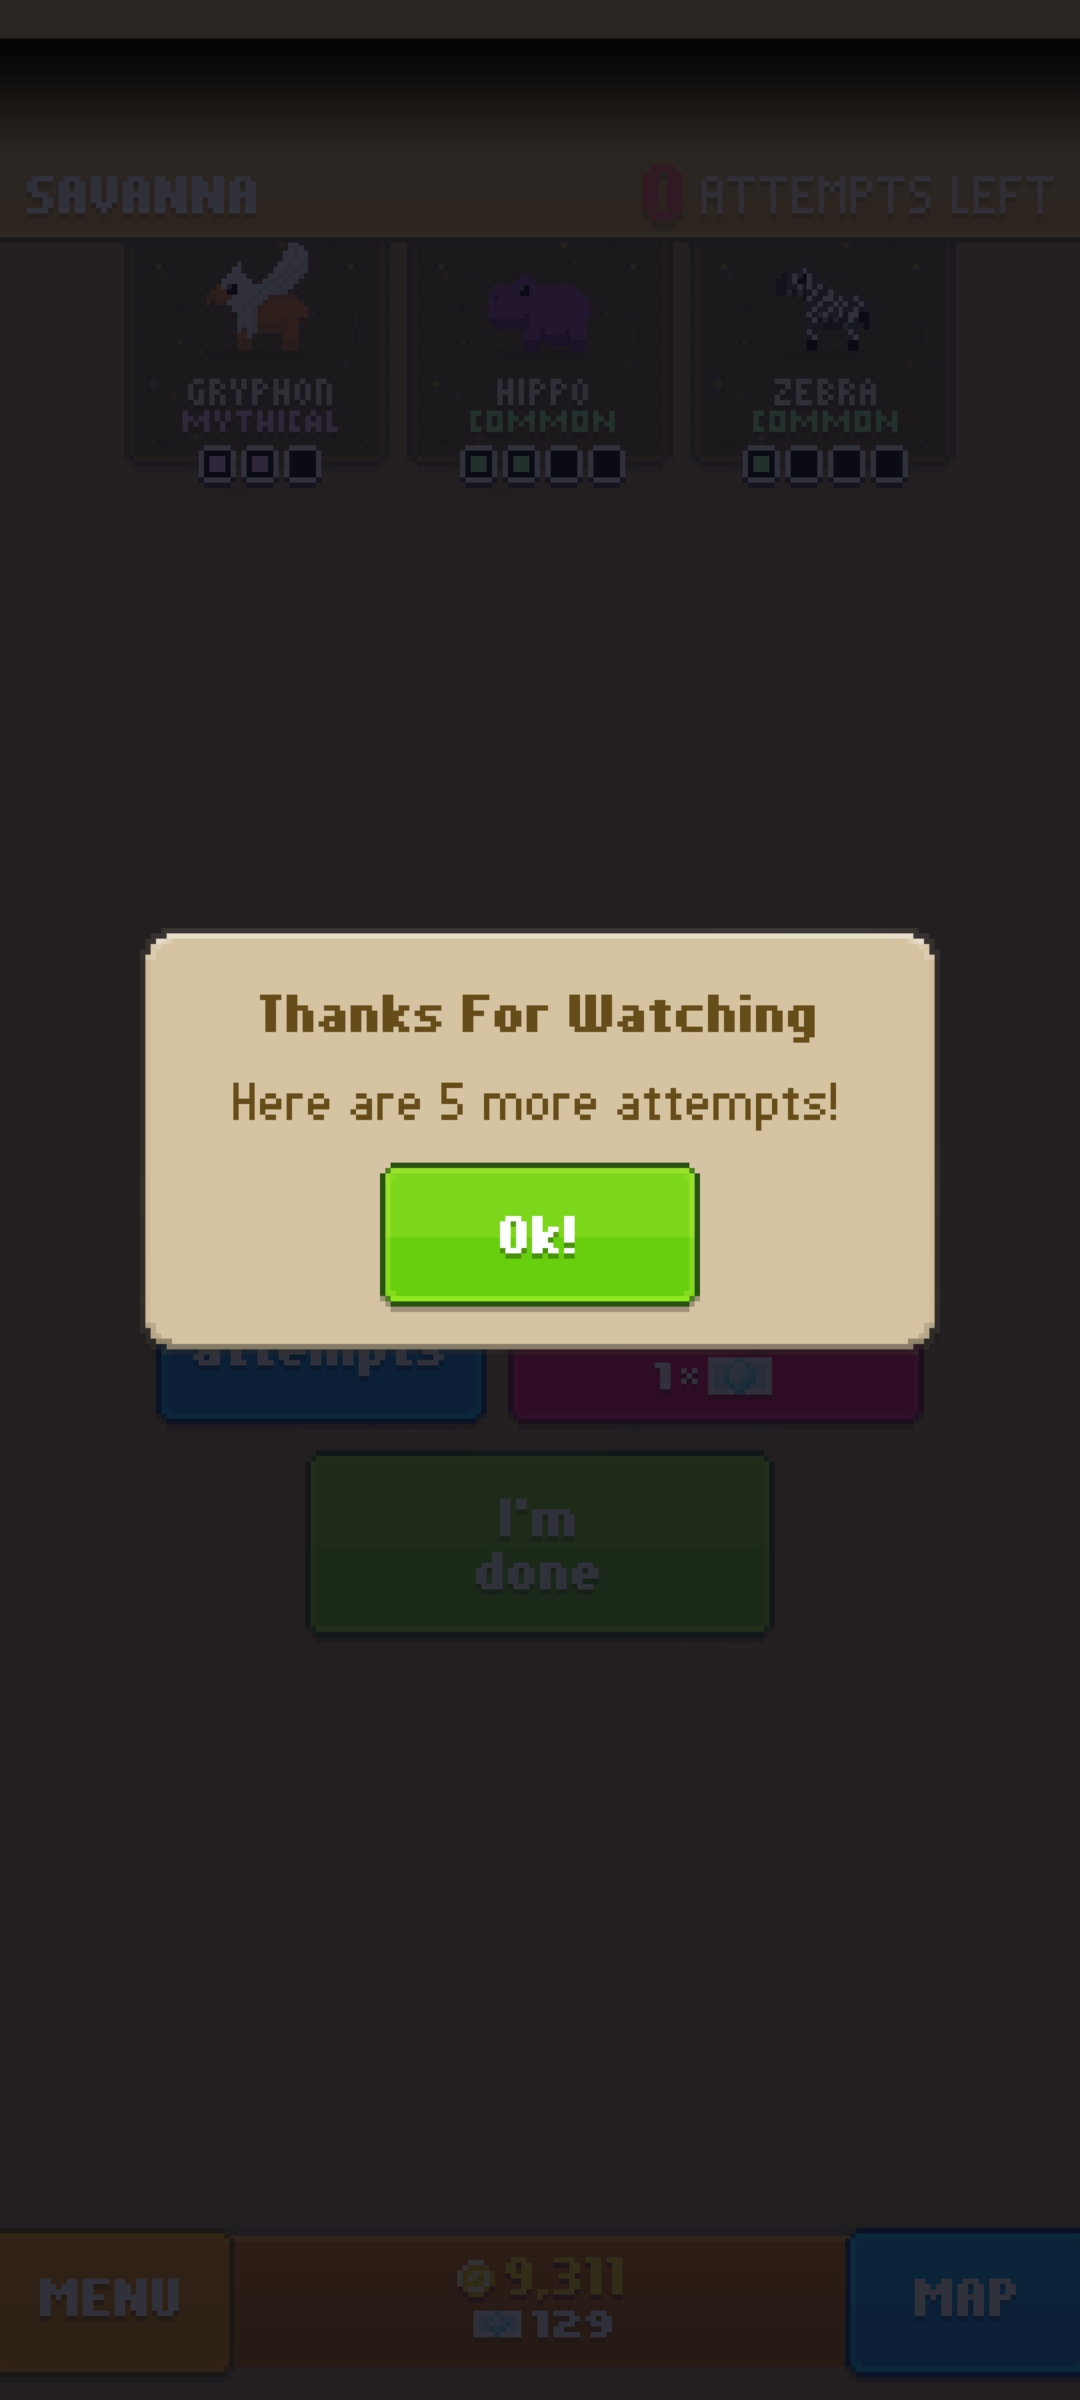 SAVANNA
0 ATTEMPTS LEFT
GRYPHON
MYTHICAL
HIPPO
COMMON
ZEBRA
COMMON
Thanks For Watching
Here are 5 more attempts!
Ok!
attempts
1×
I'm
done
MENU
9,311
129
MAP